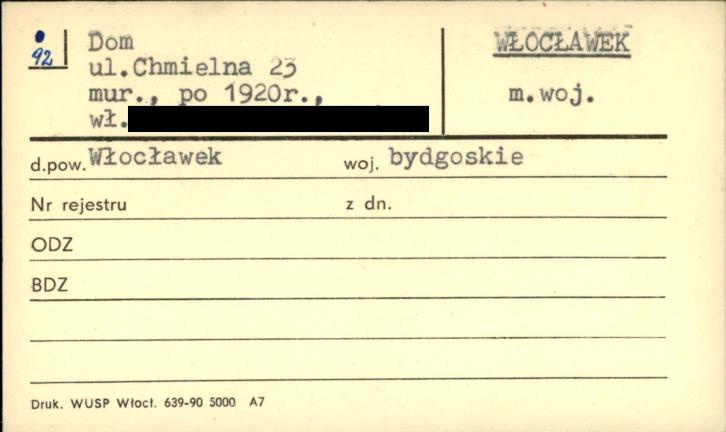 92
Dom
ul.Chmielna 23
mur., po 1920r.,
wł.
WŁOCŁAWEK
m.woj.
d.pow. Włocławek woj. bydgoskie
Nr rejestru z dn.
ODZ
BDZ
Druk. WUSP Włocł. 639-90 5000 A7